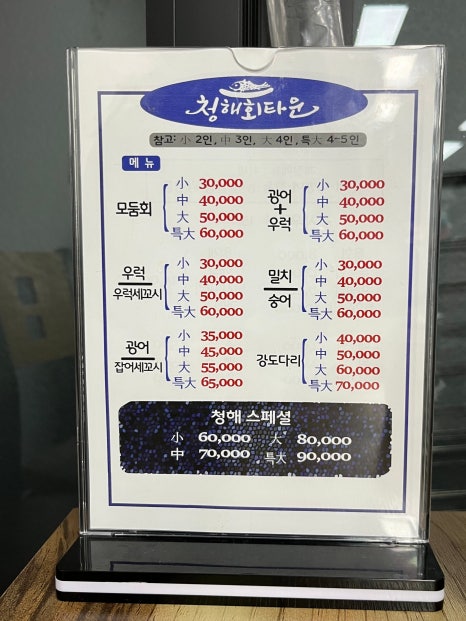 청해회타운
참고: 小 2인, 中 3인, 大 4인, 특大 4~5인
메뉴
모둠회
小 30,000
中 40,000
大 50,000
특大 60,000
광어
+
우럭
小 30,000
中 40,000
大 50,000
특大 60,000
우럭
우럭세꼬시
小 30,000
中 40,000
大 50,000
특大 60,000
밀치
숭어
小 30,000
中 40,000
大 50,000
특大 60,000
광어
잡어세꼬시
小 35,000
中 45,000
大 55,000
특大 65,000
강도다리
小 40,000
中 50,000
大 60,000
특大 70,000
청해 스페셜
小 60,000 大 80,000
中 70,000 특大 90,000